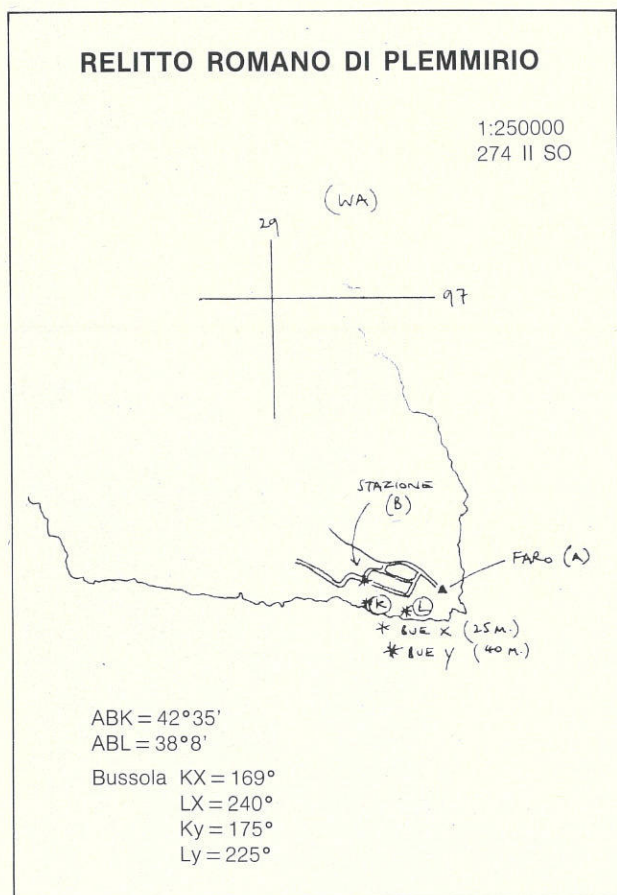 RELITTO ROMANO DI PLEMMIRIO
1:250000
274 II SO
(WA)
29
97
STAZIONE
(B)
FARO (A)
K
L
* BUE X (25 M.)
* BUE Y (40 M.)
ABK = 42°35'
ABL = 38°8'
Bussola KX = 169°
LX = 240°
Ky = 175°
Ly = 225°